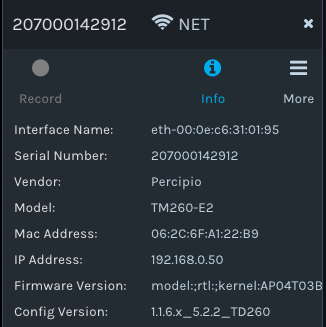 207000142912 NET
Record Info More
Interface Name: eth-00:0e:c6:31:01:95
Serial Number: 207000142912
Vendor: Percipio
Model: TM260-E2
Mac Address: 06:2C:6F:A1:22:B9
IP Address: 192.168.0.50
Firmware Version: model:;rtl:;kernel:AP04T03B
Config Version: 1.1.6.x_5.2.2_TD260